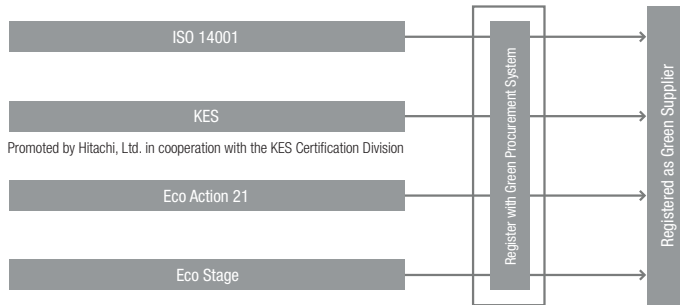 ISO 14001
KES
Promoted by Hitachi, Ltd. in cooperation with the KES Certification Division
Eco Action 21
Eco Stage
Register with Green Procurement System
Registered as Green Supplier